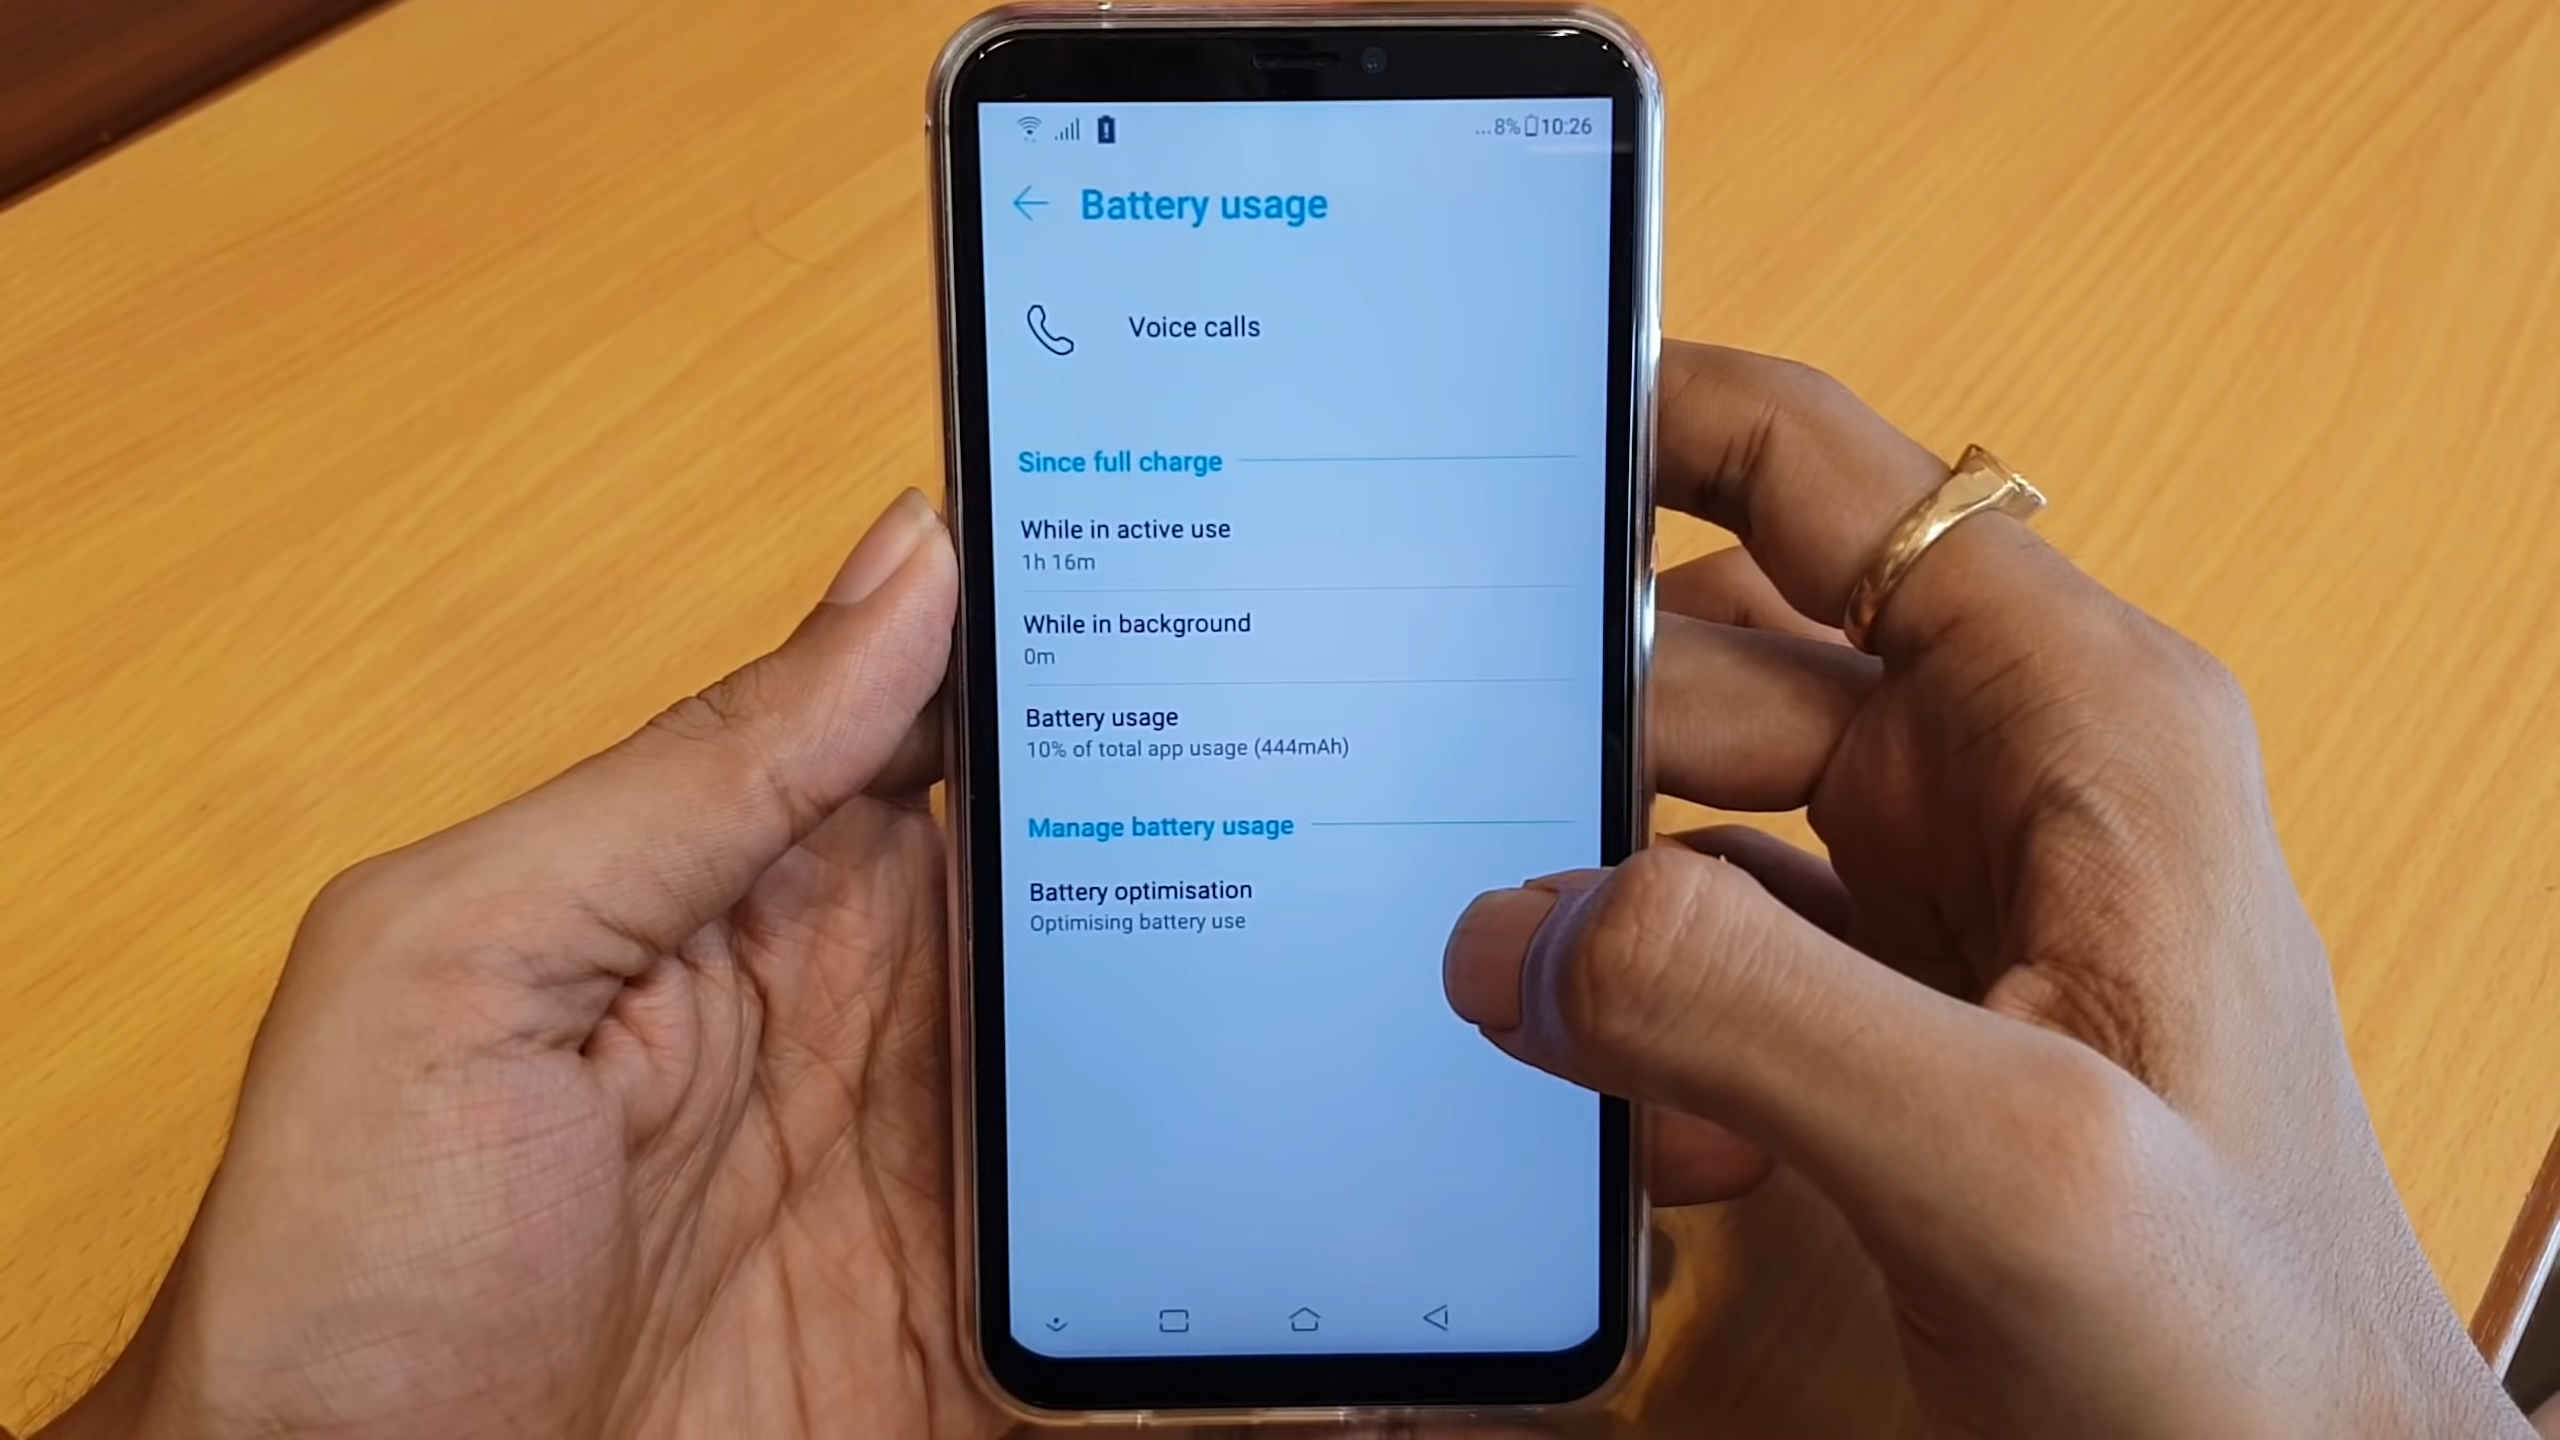 ...8% 10:26
Battery usage
Voice calls
Since full charge
While in active use
1h 16m
While in background
0m
Battery usage
10% of total app usage (444mAh)
Manage battery usage
Battery optimisation
Optimising battery use